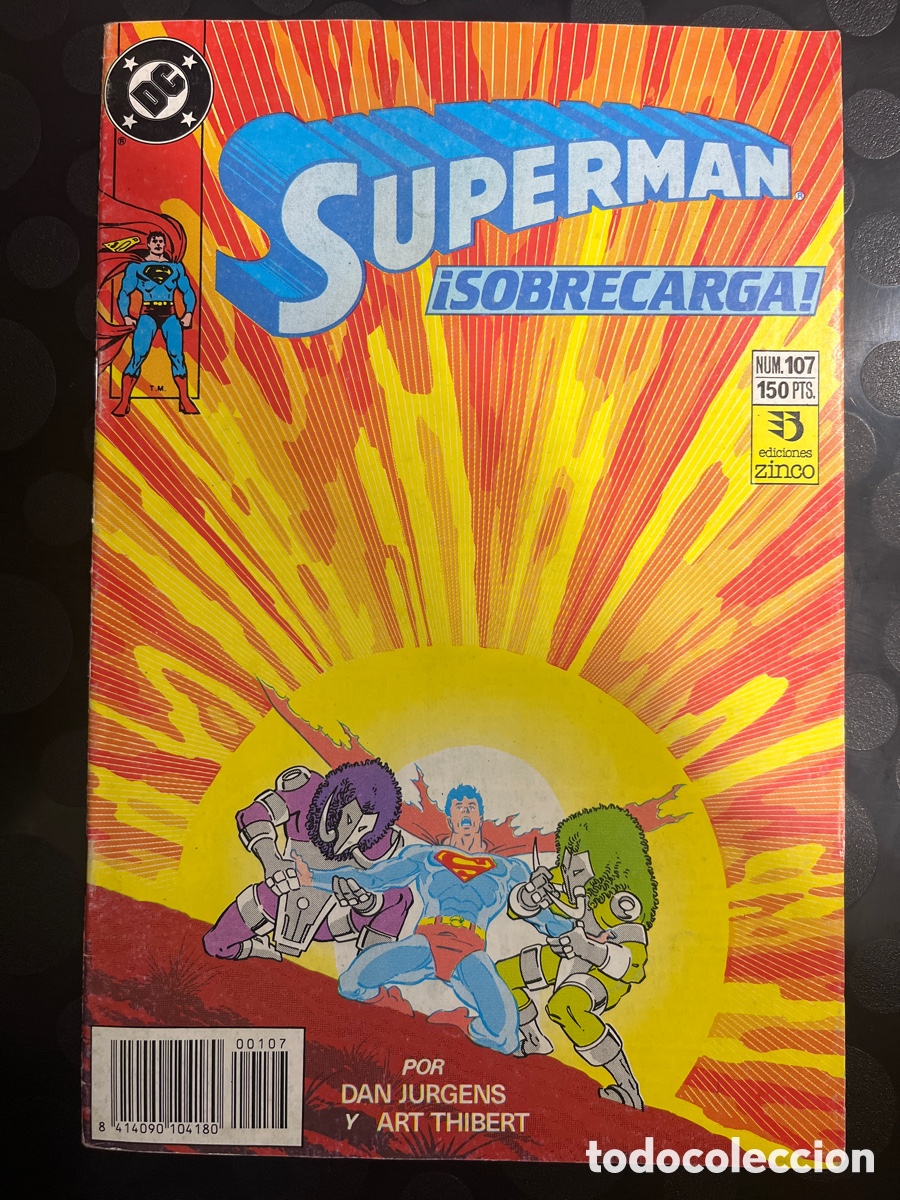 DC
®
SUPERMAN®
¡SOBRECARGA!
NUM. 107
150 PTS.
ediciones
zinco
T.M.
00107
8 414090 104180
POR
DAN JURGENS
Y ART THIBERT
todocoleccion